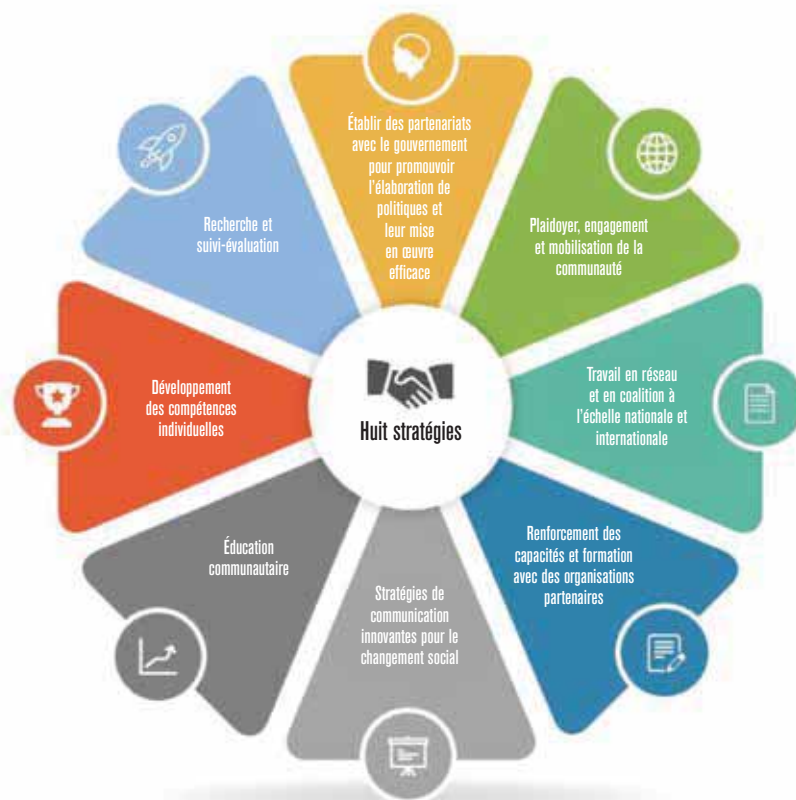 Établir des partenariats
avec le gouvernement
pour promouvoir
l'élaboration de
politiques et
leur mise
en œuvre
efficace
Plaidoyer, engagement
et mobilisation de la
communauté
Travail en réseau
et en coalition à
l'échelle nationale et
internationale
Renforcement des
capacités et formation
avec des organisations
partenaires
Stratégies de
communication
innovantes pour le
changement social
Éducation
communautaire
Développement
des compétences
individuelles
Recherche et
suivi-évaluation
Huit stratégies